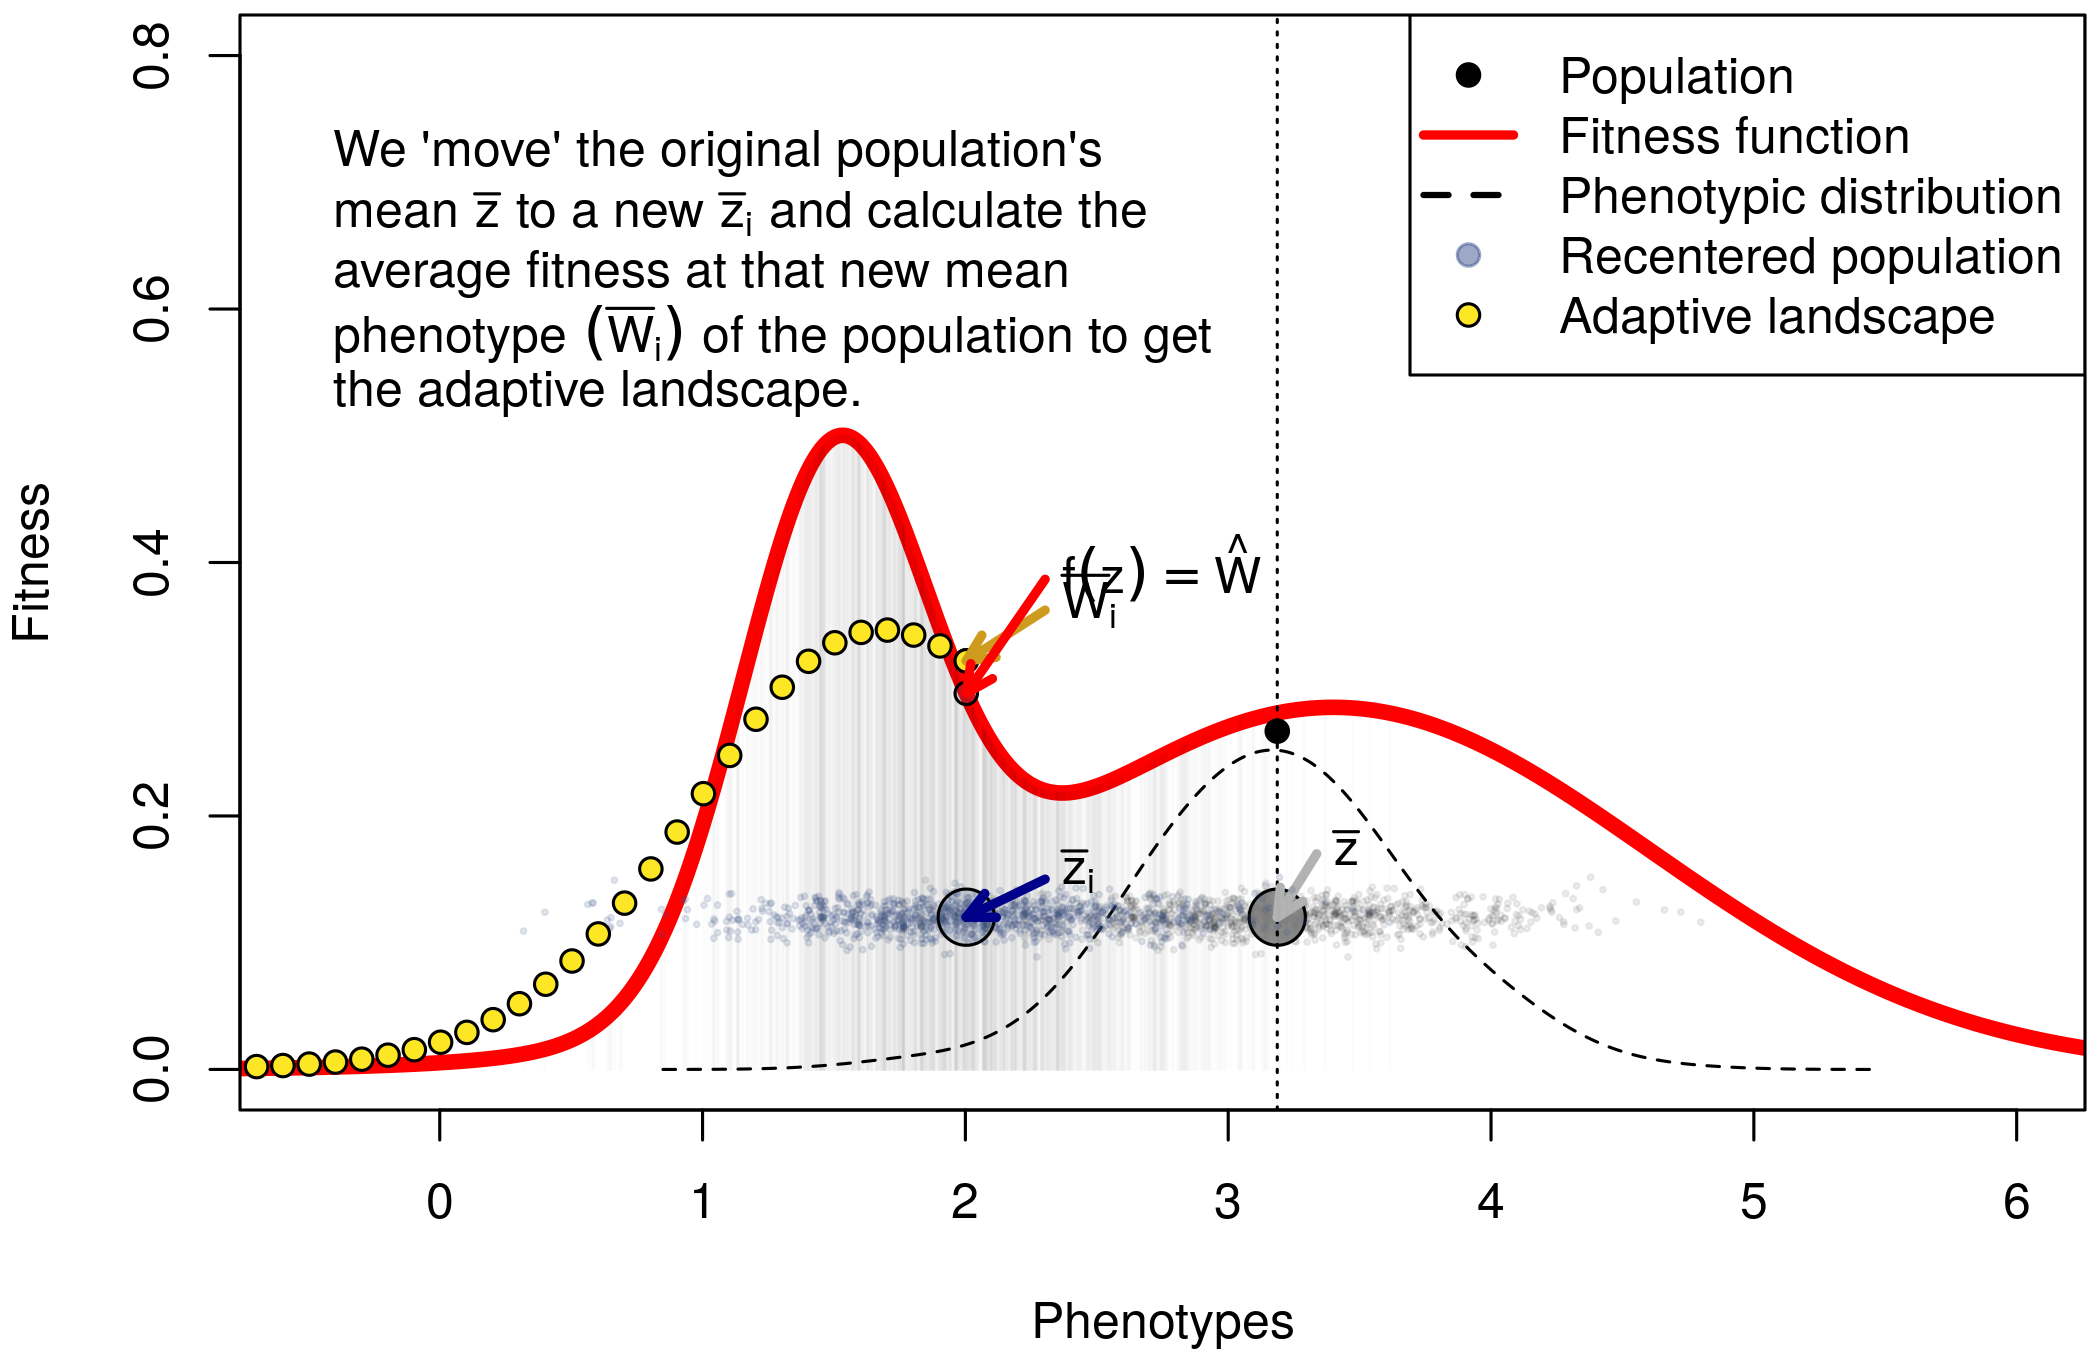 We 'move' the original population's
mean z̅ to a new z̅ᵢ and calculate the
average fitness at that new mean
phenotype (W̅ᵢ) of the population to get
the adaptive landscape.
Population
Fitness function
Phenotypic distribution
Recentered population
Adaptive landscape
f(z) = Ŵ
W̅ᵢ
z̅ᵢ
z̅
Fitness
0.8
0.6
0.4
0.2
0.0
0 1 2 3 4 5 6
Phenotypes